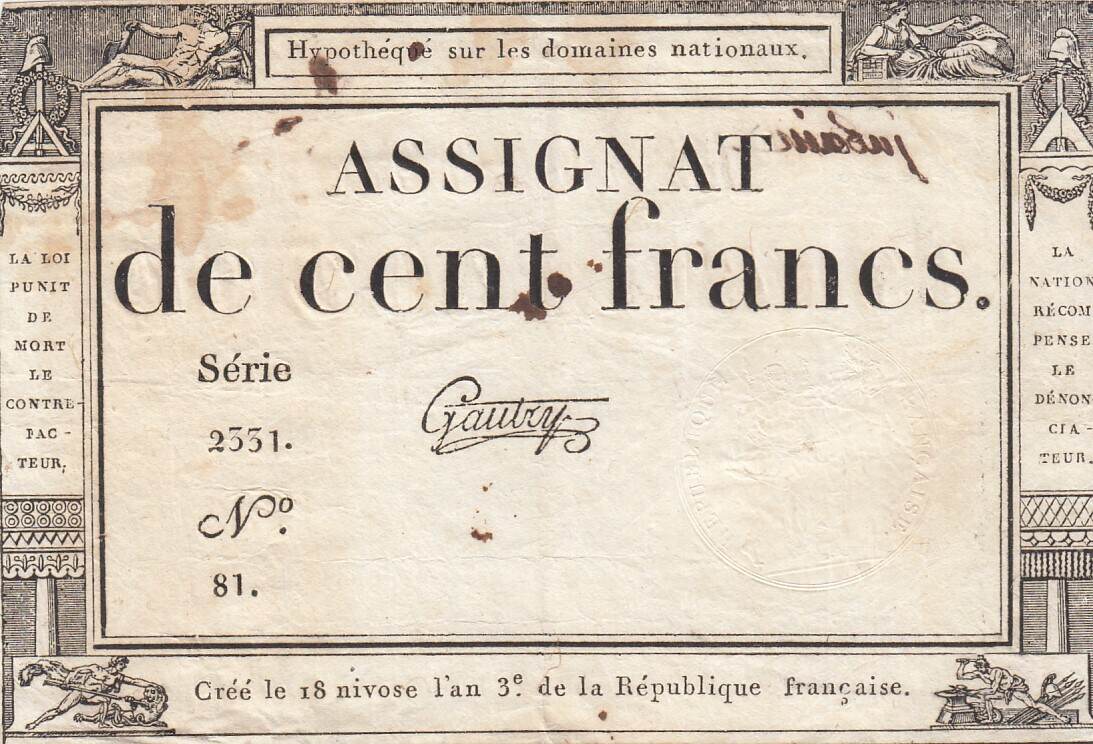 Hypothéqué sur les domaines nationaux.
ASSIGNAT
de cent francs.
LA LOI
PUNIT
DE
MORT
LE
CONTRE-
FAC-
TEUR.
Série
2331.
Nº.
81.
Gautry
LA
NATION
RÉCOM
PENSE
LE
DÉNON-
CIA-
TEUR.
Créé le 18 nivose l'an 3e. de la République française.